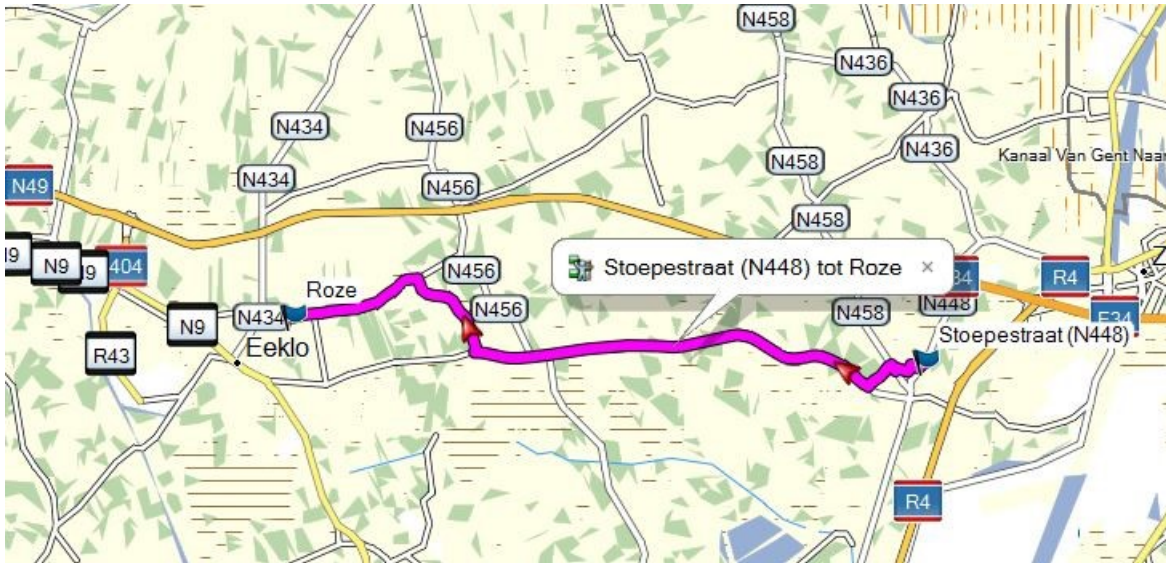 N458
N436
N436
N434
N456
N436
N458
Kanaal Van Gent Naar
N434
N456
N49
N458
N9
N9
404
N456
Stoepestraat (N448) tot Roze ×
R4
Roze
N456
N434
N458
N448
E34
N9
Eeklo
Stoepestraat (N448)
R43
R4